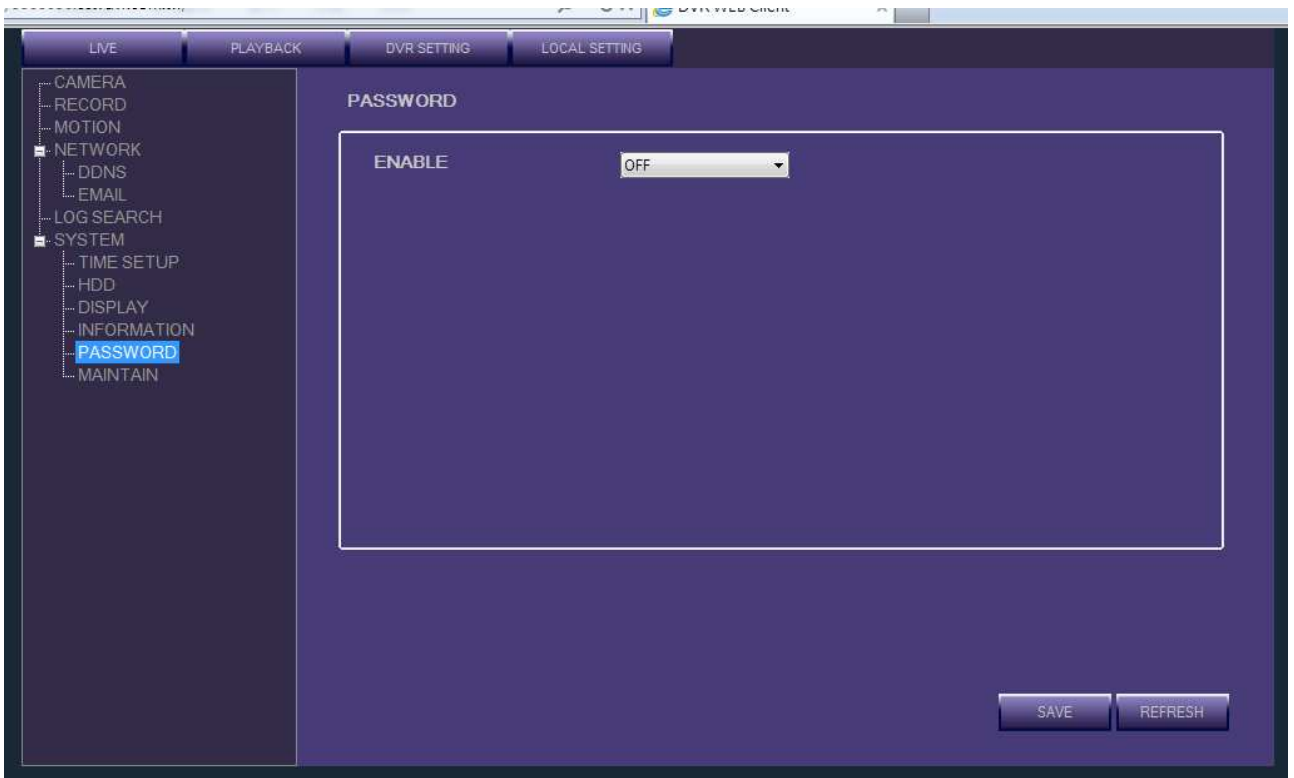 DVR WEB Client
LIVE PLAYBACK DVR SETTING LOCAL SETTING
CAMERA
RECORD
MOTION
NETWORK
DDNS
EMAIL
LOG SEARCH
SYSTEM
TIME SETUP
HDD
DISPLAY
INFORMATION
PASSWORD
MAINTAIN
PASSWORD
ENABLE OFF
SAVE REFRESH